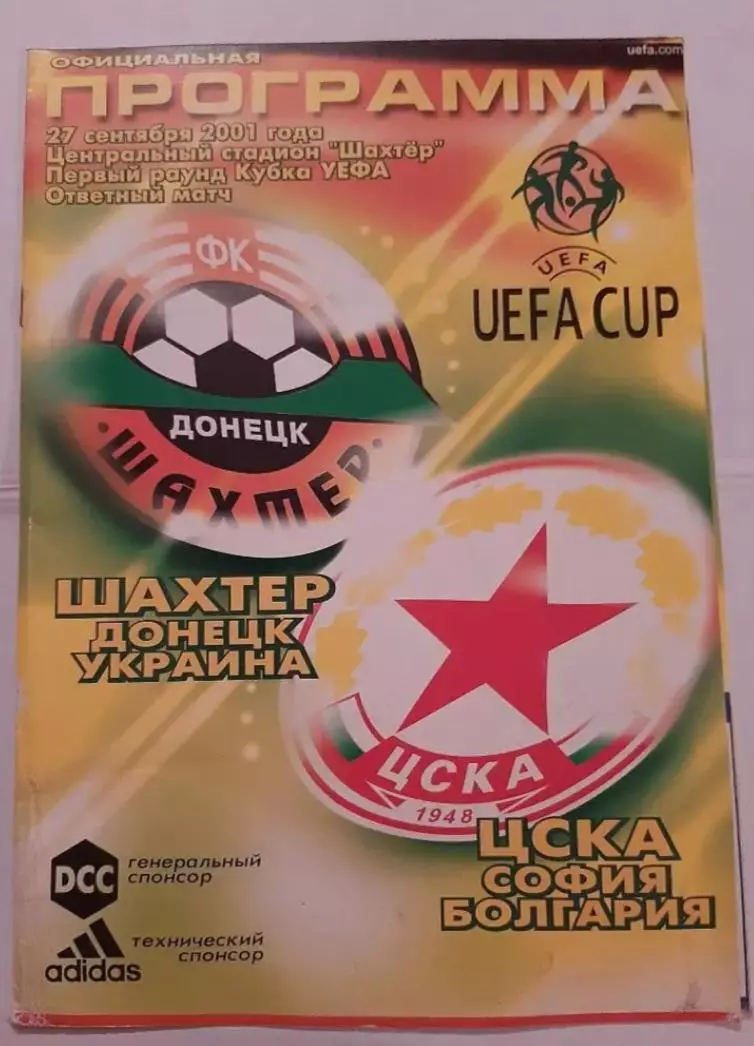 ОФИЦИАЛЬНАЯ
uefa.com
ПРОГРАММА
27 сентября 2001 года
Центральный стадион "Шахтёр"
Первый раунд Кубка УЕФА
Ответный матч
UEFA
UEFA CUP
ФК
ДОНЕЦК
ШАХТЕР
ШАХТЕР
ДОНЕЦК
УКРАИНА
ЦСКА
1948
ЦСКА
СОФИЯ
БОЛГАРИЯ
DCC
генеральный
спонсор
adidas
технический
спонсор